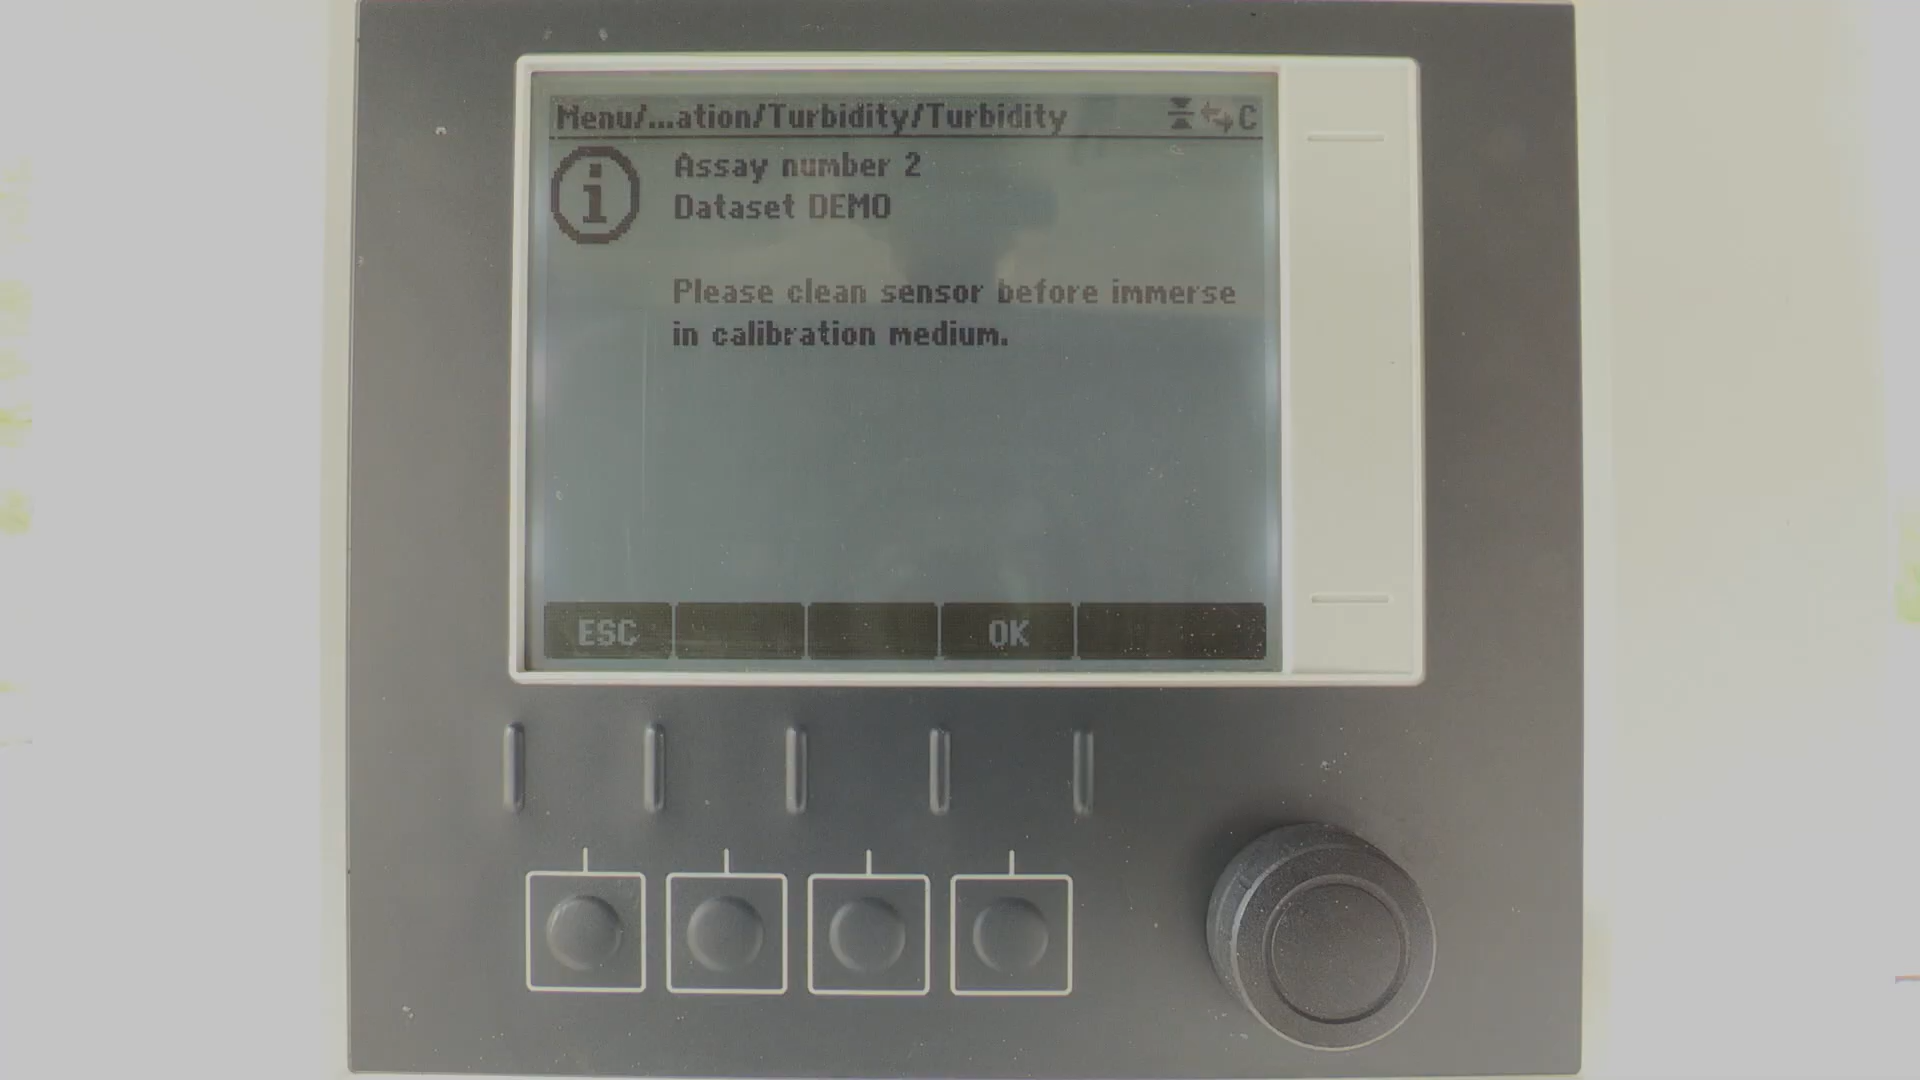 Menu/...ation/Turbidity/Turbidity C
i Assay number 2
Dataset DEMO
Please clean sensor before immerse
in calibration medium.
ESC OK